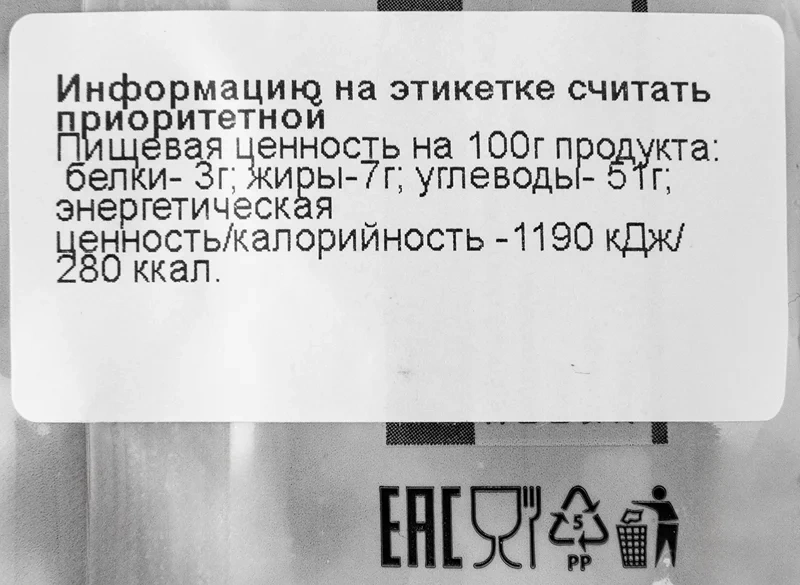 Информацию на этикетке считать
приоритетной
Пищевая ценность на 100г продукта:
белки- 3г; жиры-7г; углеводы- 51г;
энергетическая
ценность/калорийность -1190 кДж/
280 ккал.
EAC
5
PP